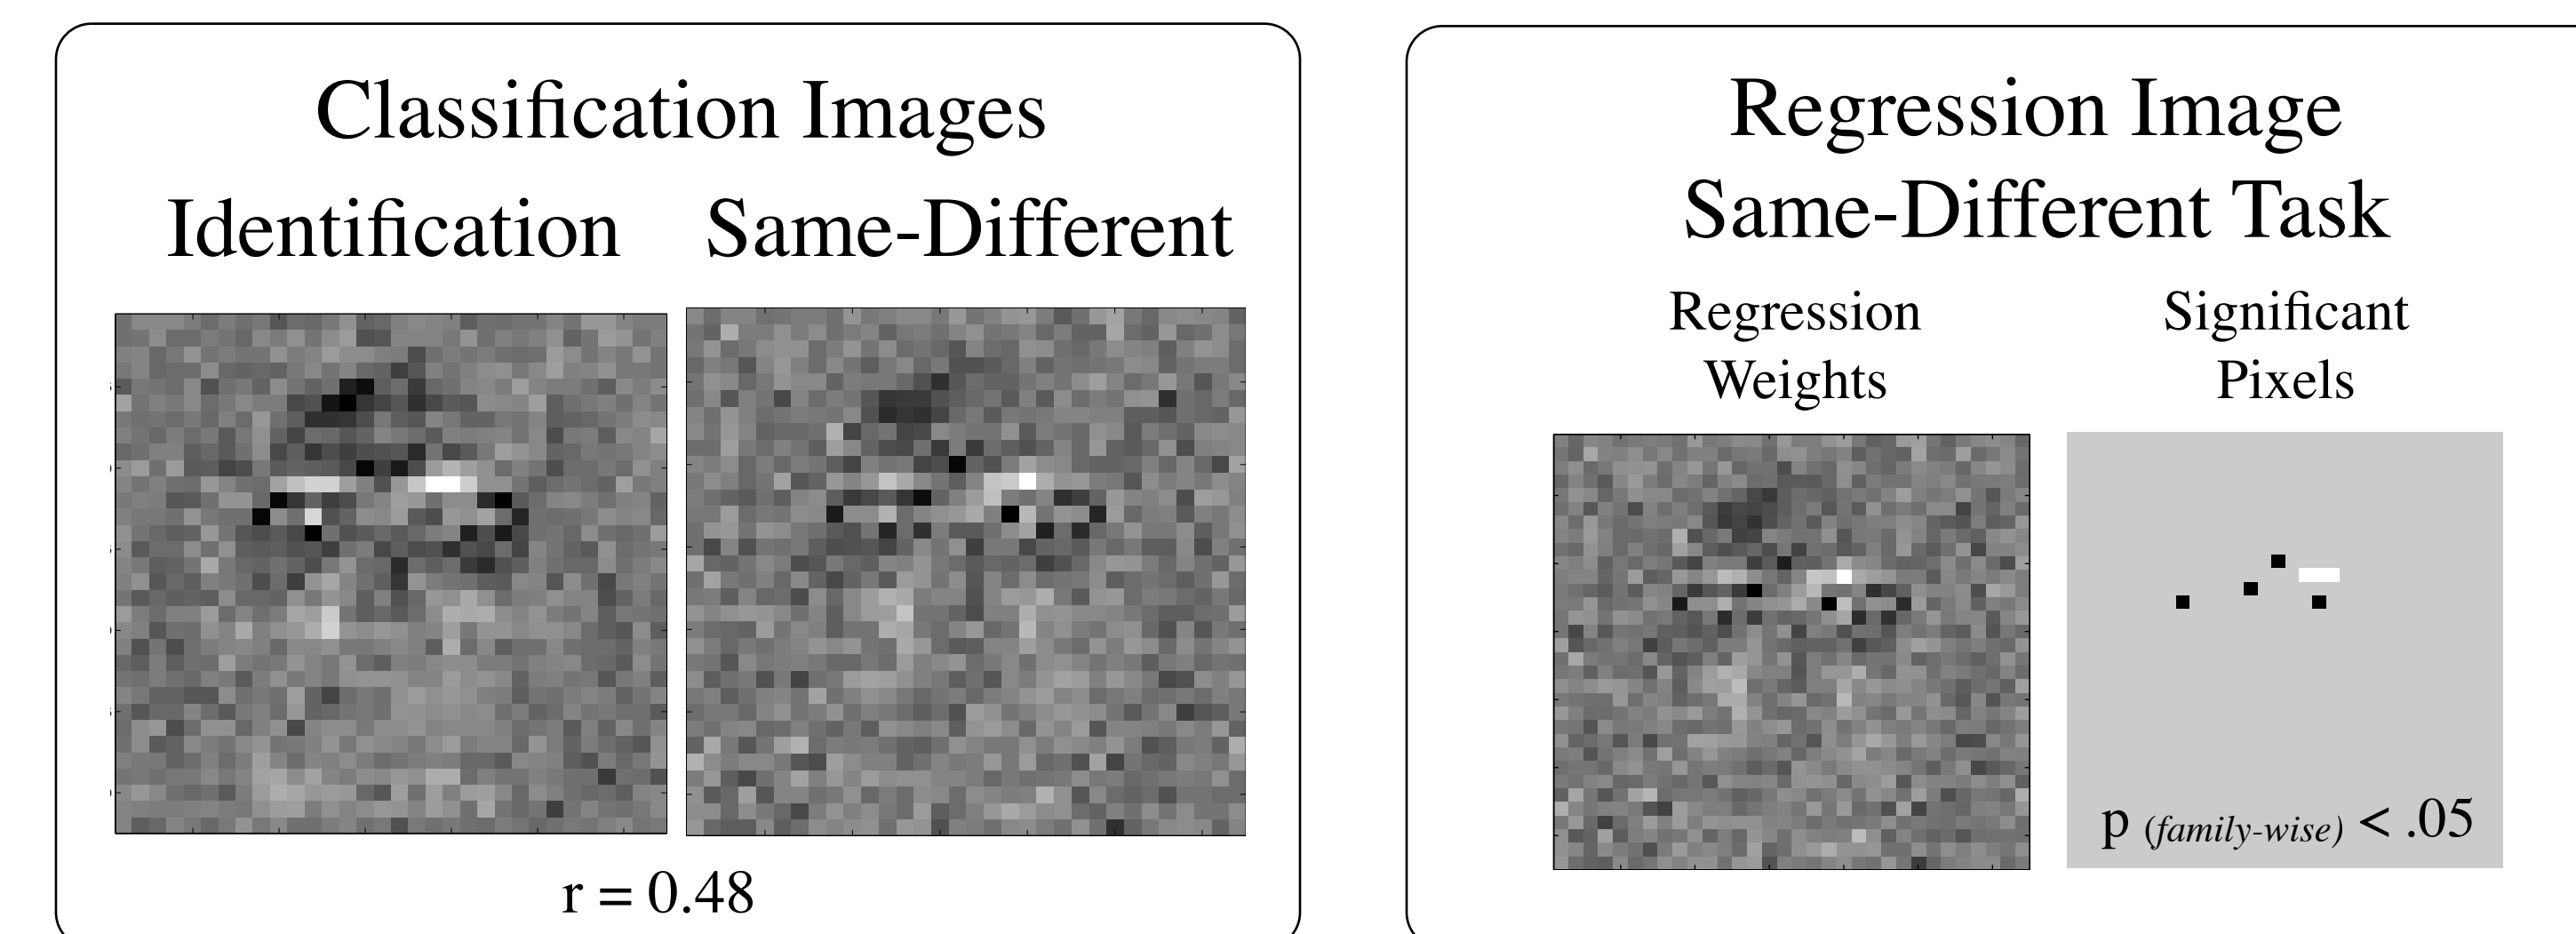 Classification Images
Identification Same-Different
r = 0.48
Regression Image
Same-Different Task
Regression
Weights
Significant
Pixels
p (family-wise) < .05